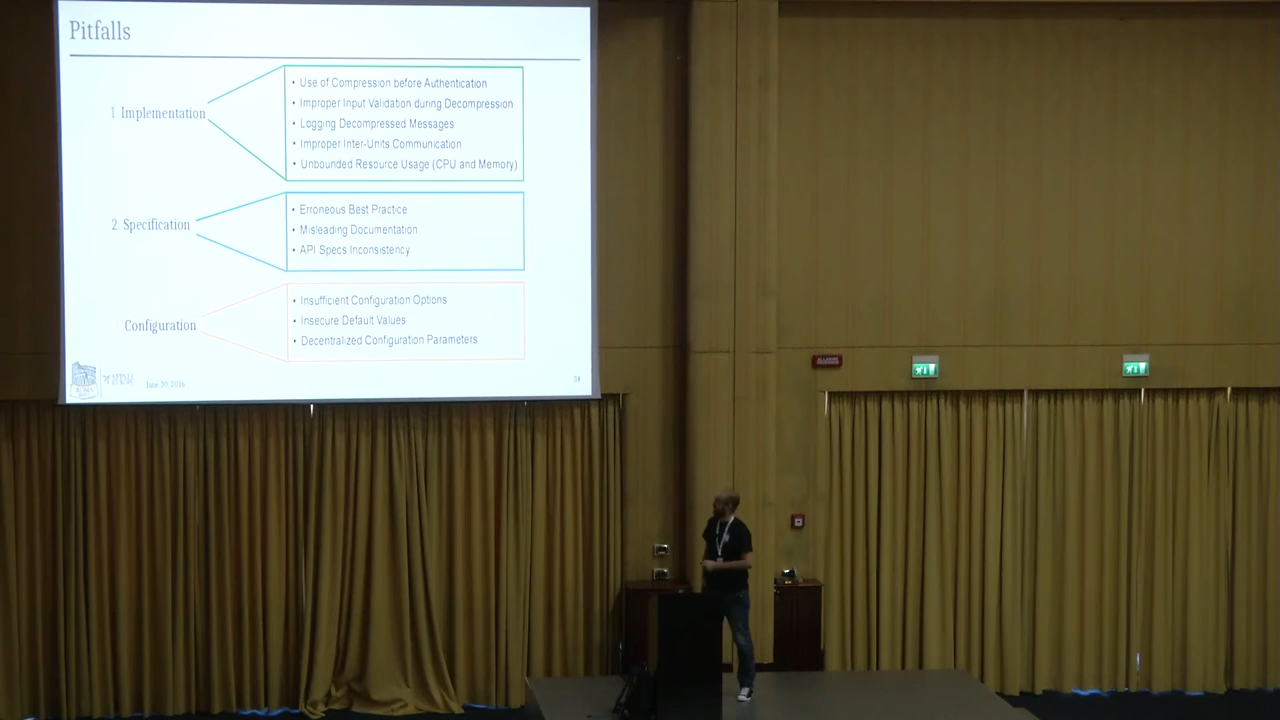 Pitfalls
1. Implementation
• Use of Compression before Authentication
• Improper Input Validation during Decompression
• Logging Decompressed Messages
• Improper Inter-Units Communication
• Unbounded Resource Usage (CPU and Memory)
2. Specification
• Erroneous Best Practice
• Misleading Documentation
• API Specs Inconsistency
Configuration
• Insufficient Configuration Options
• Insecure Default Values
• Decentralized Configuration Parameters
June 30, 2016